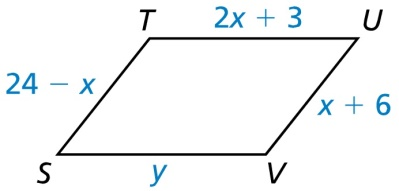 T 2x + 3 U
24 − x
x + 6
S y V